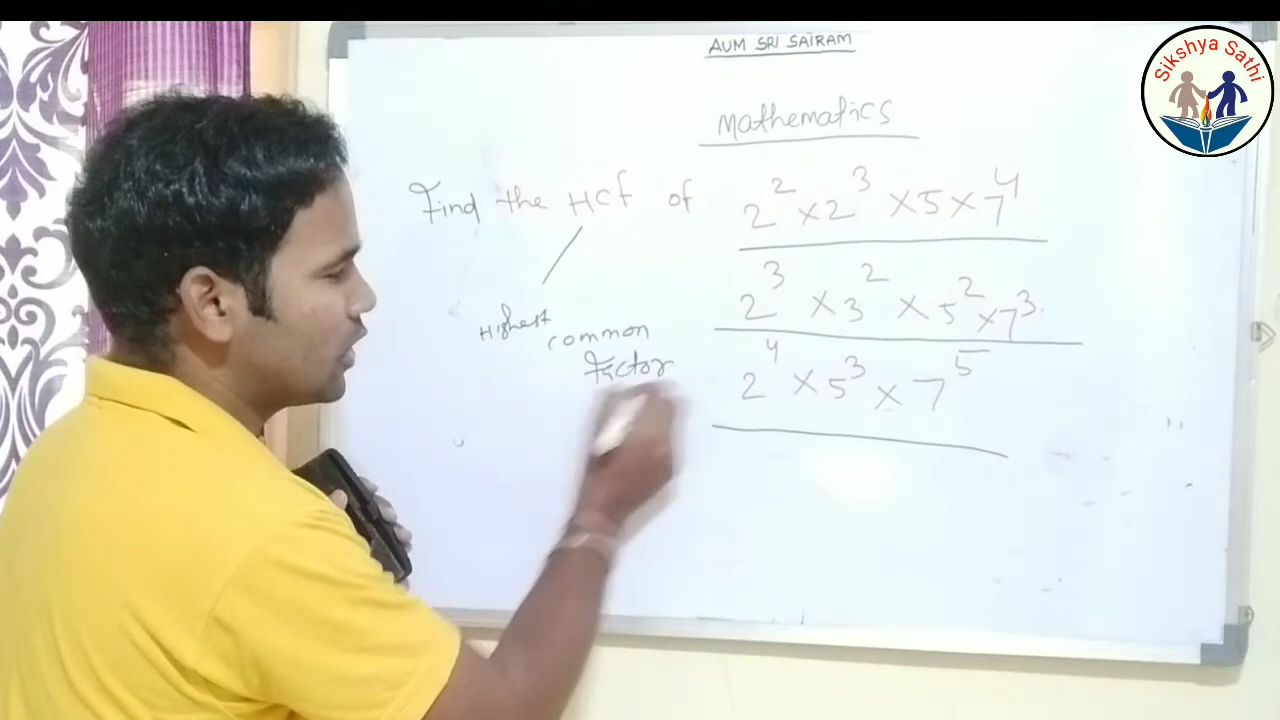 AUM SRI SAIRAM
Sikshya Sathi
Mathematics
Find the HCF of 2² × 2³ × 5 × 7⁴
2³ × 3² × 5² × 7³
Highest common Factor
2⁴ × 5³ × 7⁵